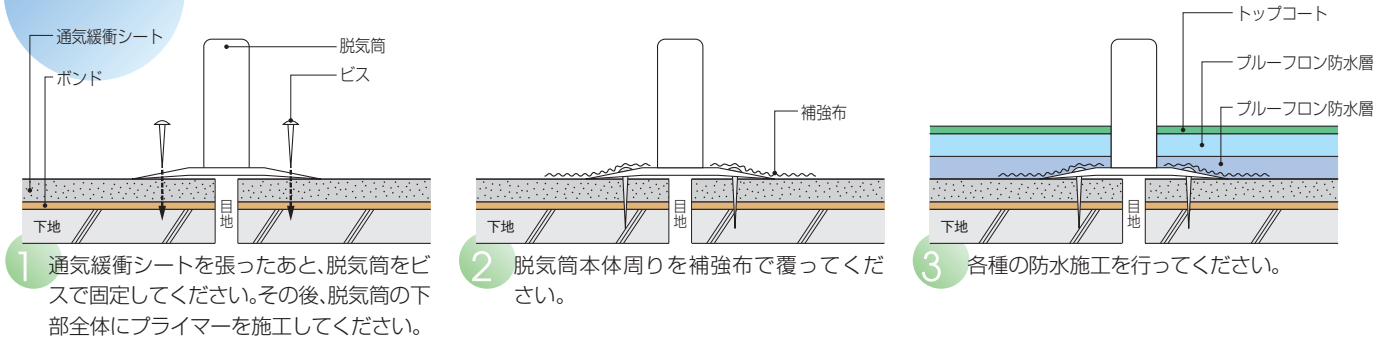 通気緩衝シート
ボンド
脱気筒
ビス
目地
下地
1
通気緩衝シートを張ったあと、脱気筒をビ
スで固定してください。その後、脱気筒の下
部全体にプライマーを施工してください。
補強布
目地
下地
2
脱気筒本体周りを補強布で覆ってくだ
さい。
トップコート
プルーフロン防水層
プルーフロン防水層
目地
下地
3
各種の防水施工を行ってください。